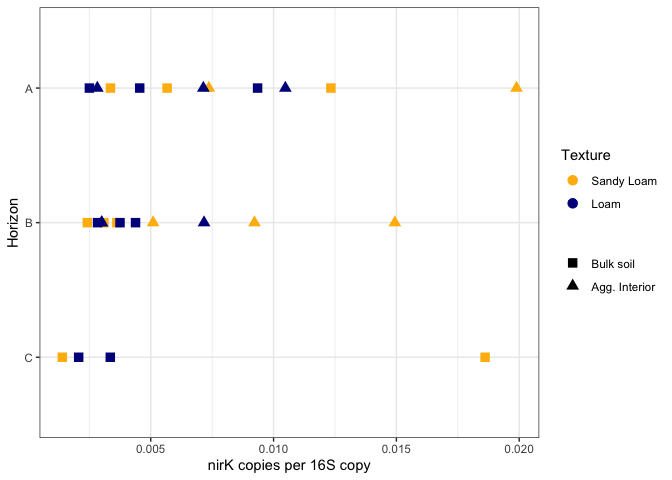 Horizon
A
B
C
0.005
0.010
0.015
0.020
nirK copies per 16S copy
Texture
Sandy Loam
Loam
Bulk soil
Agg. Interior